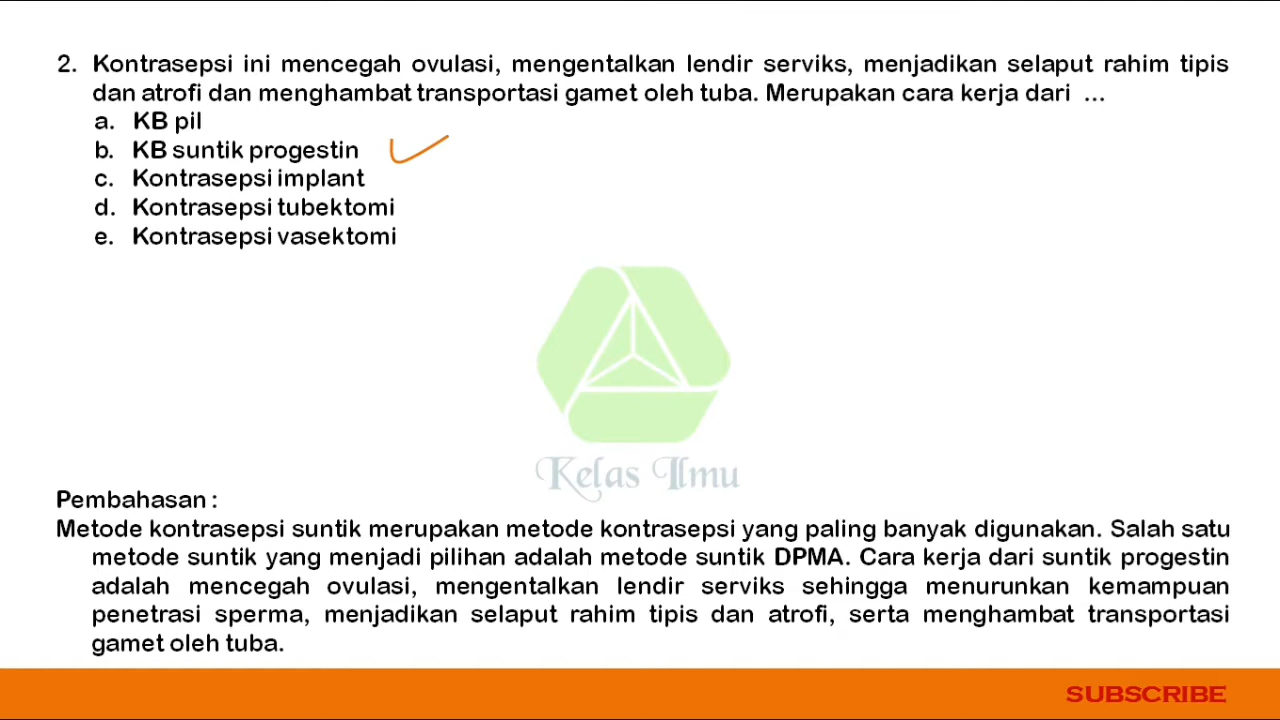 2. Kontrasepsi ini mencegah ovulasi, mengentalkan lendir serviks, menjadikan selaput rahim tipis
dan atrofi dan menghambat transportasi gamet oleh tuba. Merupakan cara kerja dari ...
a. KB pil
b. KB suntik progestin
c. Kontrasepsi implant
d. Kontrasepsi tubektomi
e. Kontrasepsi vasektomi
Kelas Ilmu
Pembahasan :
Metode kontrasepsi suntik merupakan metode kontrasepsi yang paling banyak digunakan. Salah satu
metode suntik yang menjadi pilihan adalah metode suntik DPMA. Cara kerja dari suntik progestin
adalah mencegah ovulasi, mengentalkan lendir serviks sehingga menurunkan kemampuan
penetrasi sperma, menjadikan selaput rahim tipis dan atrofi, serta menghambat transportasi
gamet oleh tuba.
SUBSCRIBE